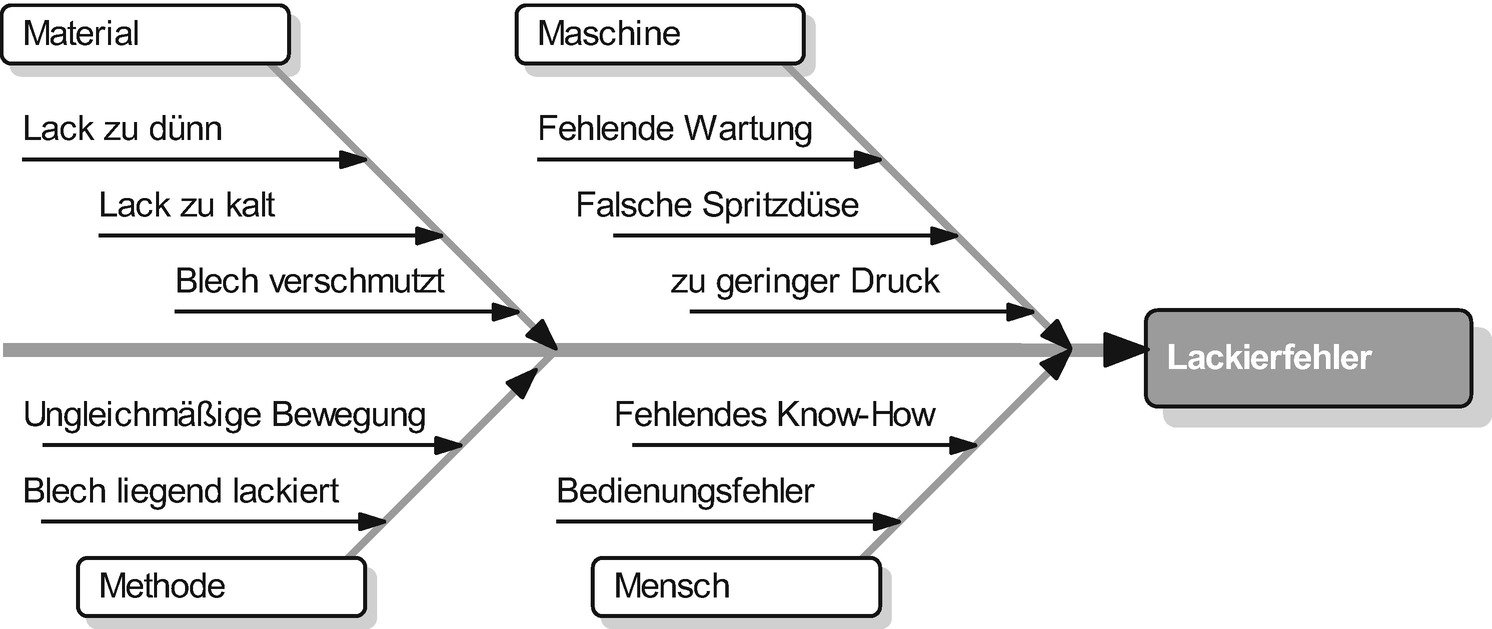 Material
Lack zu dünn
Lack zu kalt
Blech verschmutzt
Maschine
Fehlende Wartung
Falsche Spritzdüse
zu geringer Druck
Lackierfehler
Ungleichmäßige Bewegung
Blech liegend lackiert
Methode
Fehlendes Know-How
Bedienungsfehler
Mensch